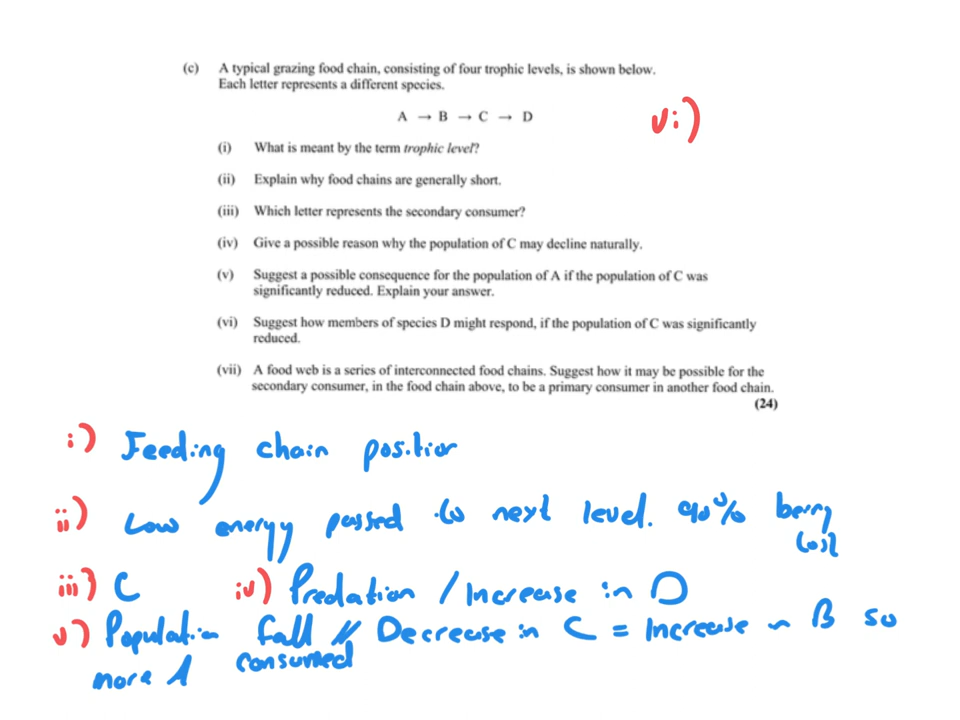 (c) A typical grazing food chain, consisting of four trophic levels, is shown below.
Each letter represents a different species.
A → B → C → D
vi)
(i) What is meant by the term trophic level?
(ii) Explain why food chains are generally short.
(iii) Which letter represents the secondary consumer?
(iv) Give a possible reason why the population of C may decline naturally.
(v) Suggest a possible consequence for the population of A if the population of C was
significantly reduced. Explain your answer.
(vi) Suggest how members of species D might respond, if the population of C was significantly
reduced.
(vii) A food web is a series of interconnected food chains. Suggest how it may be possible for the
secondary consumer, in the food chain above, to be a primary consumer in another food chain.
(24)
i) Feeding chain position
ii) Low energy passed to next level. 90% being
lost
iii) C iv) Predation / Increase in D
v) Population fall // Decrease in C = Increase in B so
more A consumed